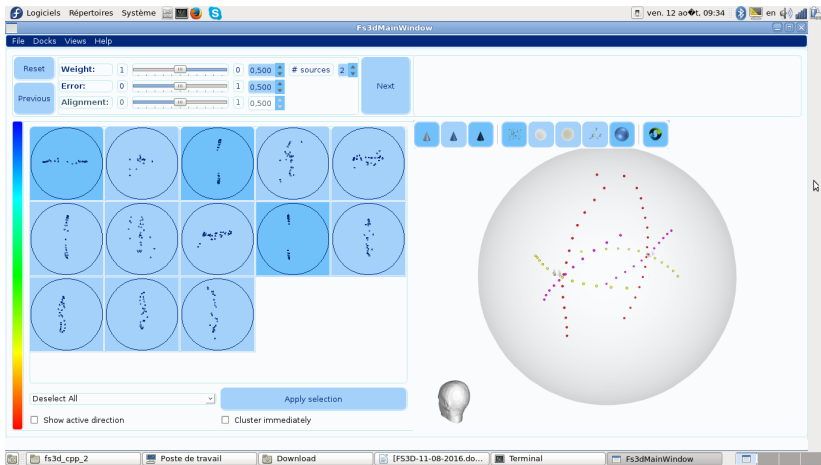 Logiciels Répertoires Système ven. 12 ao�t, 09:34 en
Fs3dMainWindow
File Docks Views Help
Reset Weight: 1 0 0,500 # sources 2 Next
Error: 0 1 0,500
Previous Alignment: 0 1 0,500
Deselect All Apply selection
Show active direction Cluster immediately
fs3d_cpp_2 Poste de travail Download [FS3D-11-08-2016.do... Terminal Fs3dMainWindow